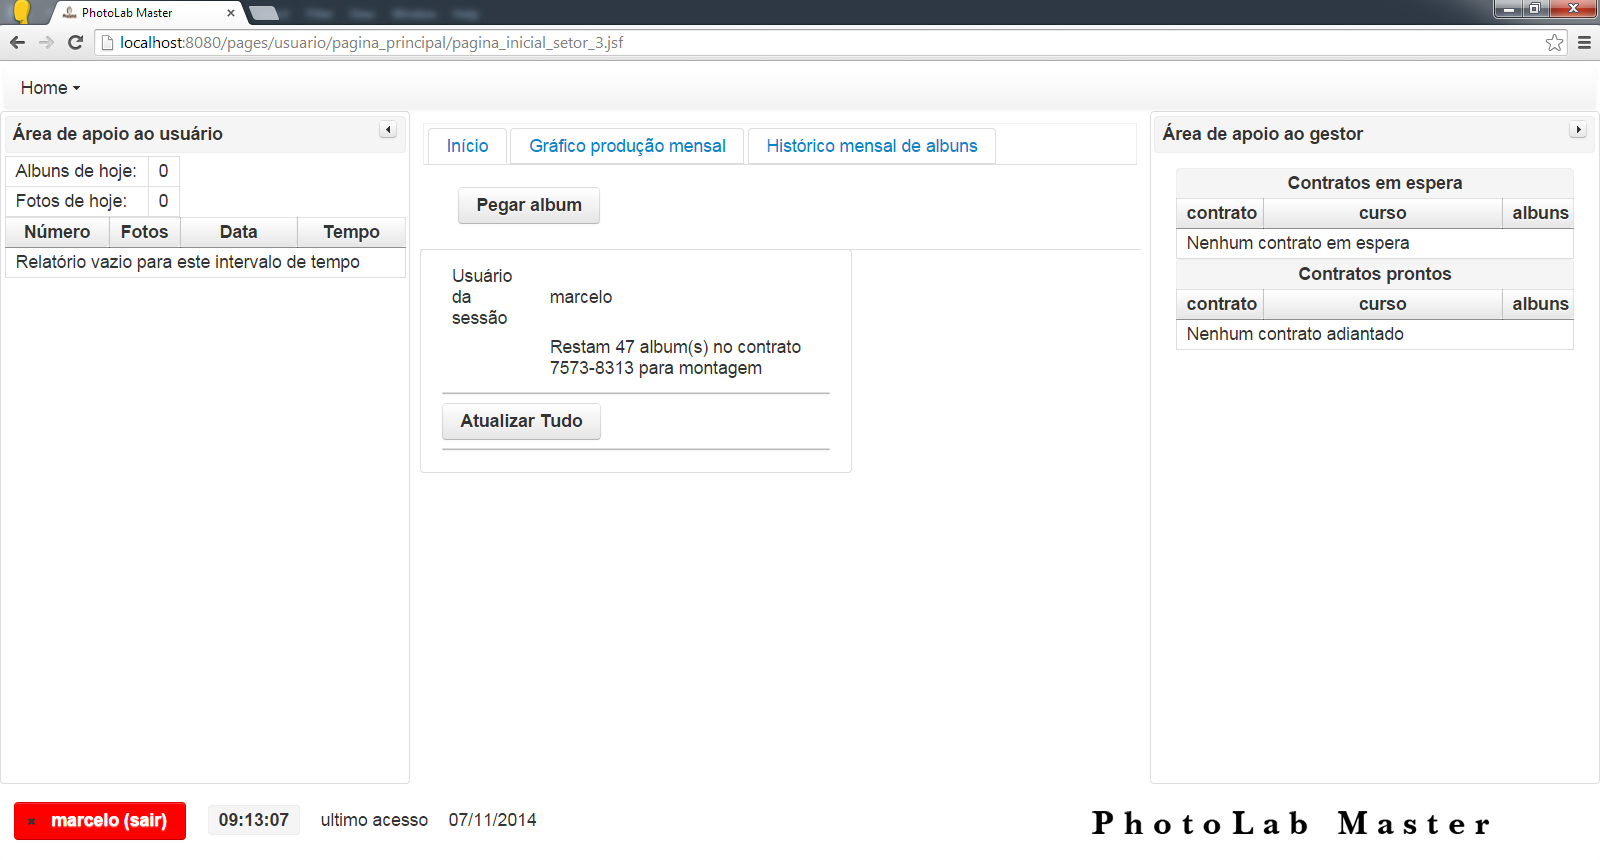 PhotoLab Master
localhost:8080/pages/usuario/pagina_principal/pagina_inicial_setor_3.jsf
Home
Área de apoio ao usuário
Albuns de hoje: 0
Fotos de hoje: 0
Número Fotos Data Tempo
Relatório vazio para este intervalo de tempo
Início Gráfico produção mensal Histórico mensal de albuns
Pegar album
Usuário
da
sessão
marcelo
Restam 47 album(s) no contrato
7573-8313 para montagem
Atualizar Tudo
Área de apoio ao gestor
Contratos em espera
contrato curso albuns
Nenhum contrato em espera
Contratos prontos
contrato curso albuns
Nenhum contrato adiantado
marcelo (sair) 09:13:07 ultimo acesso 07/11/2014
PhotoLab Master